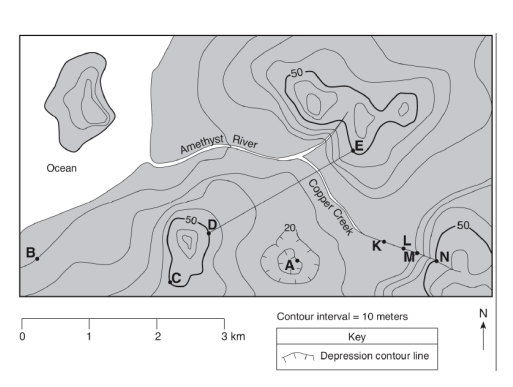 50
Amethyst River
E
Ocean
Copper Creek
50
D
20
50
B
K
L
M
N
A
C
Contour interval = 10 meters
N
0 1 2 3 km
Key
Depression contour line